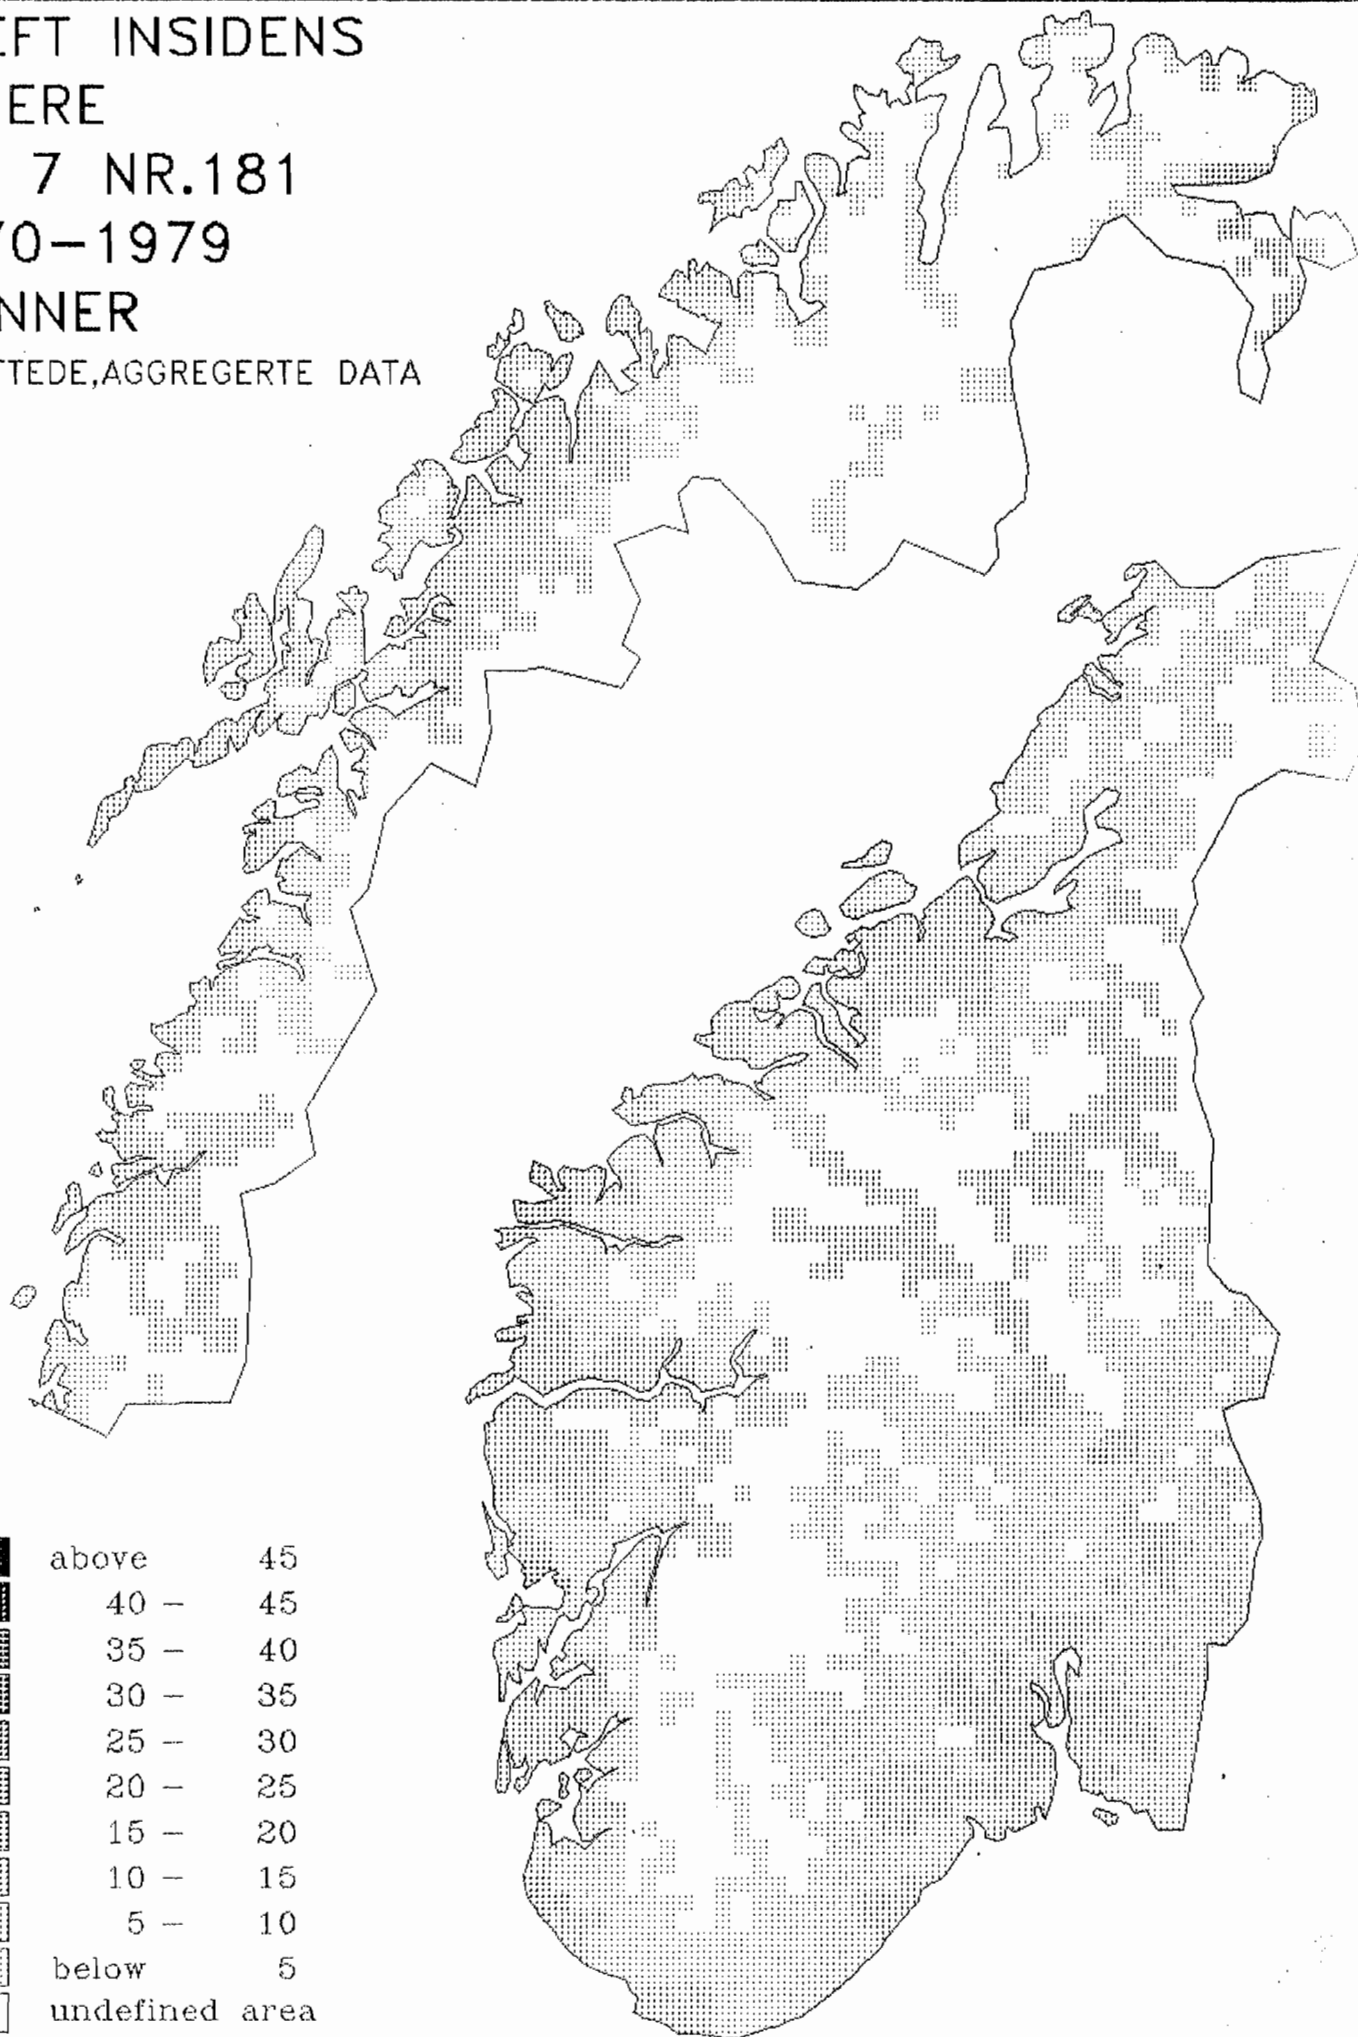 EFT INSIDENS
ERE
7 NR.181
70-1979
NNER
TTEDE,AGGREGERTE DATA
above 45
40 - 45
35 - 40
30 - 35
25 - 30
20 - 25
15 - 20
10 - 15
5 - 10
below 5
undefined area